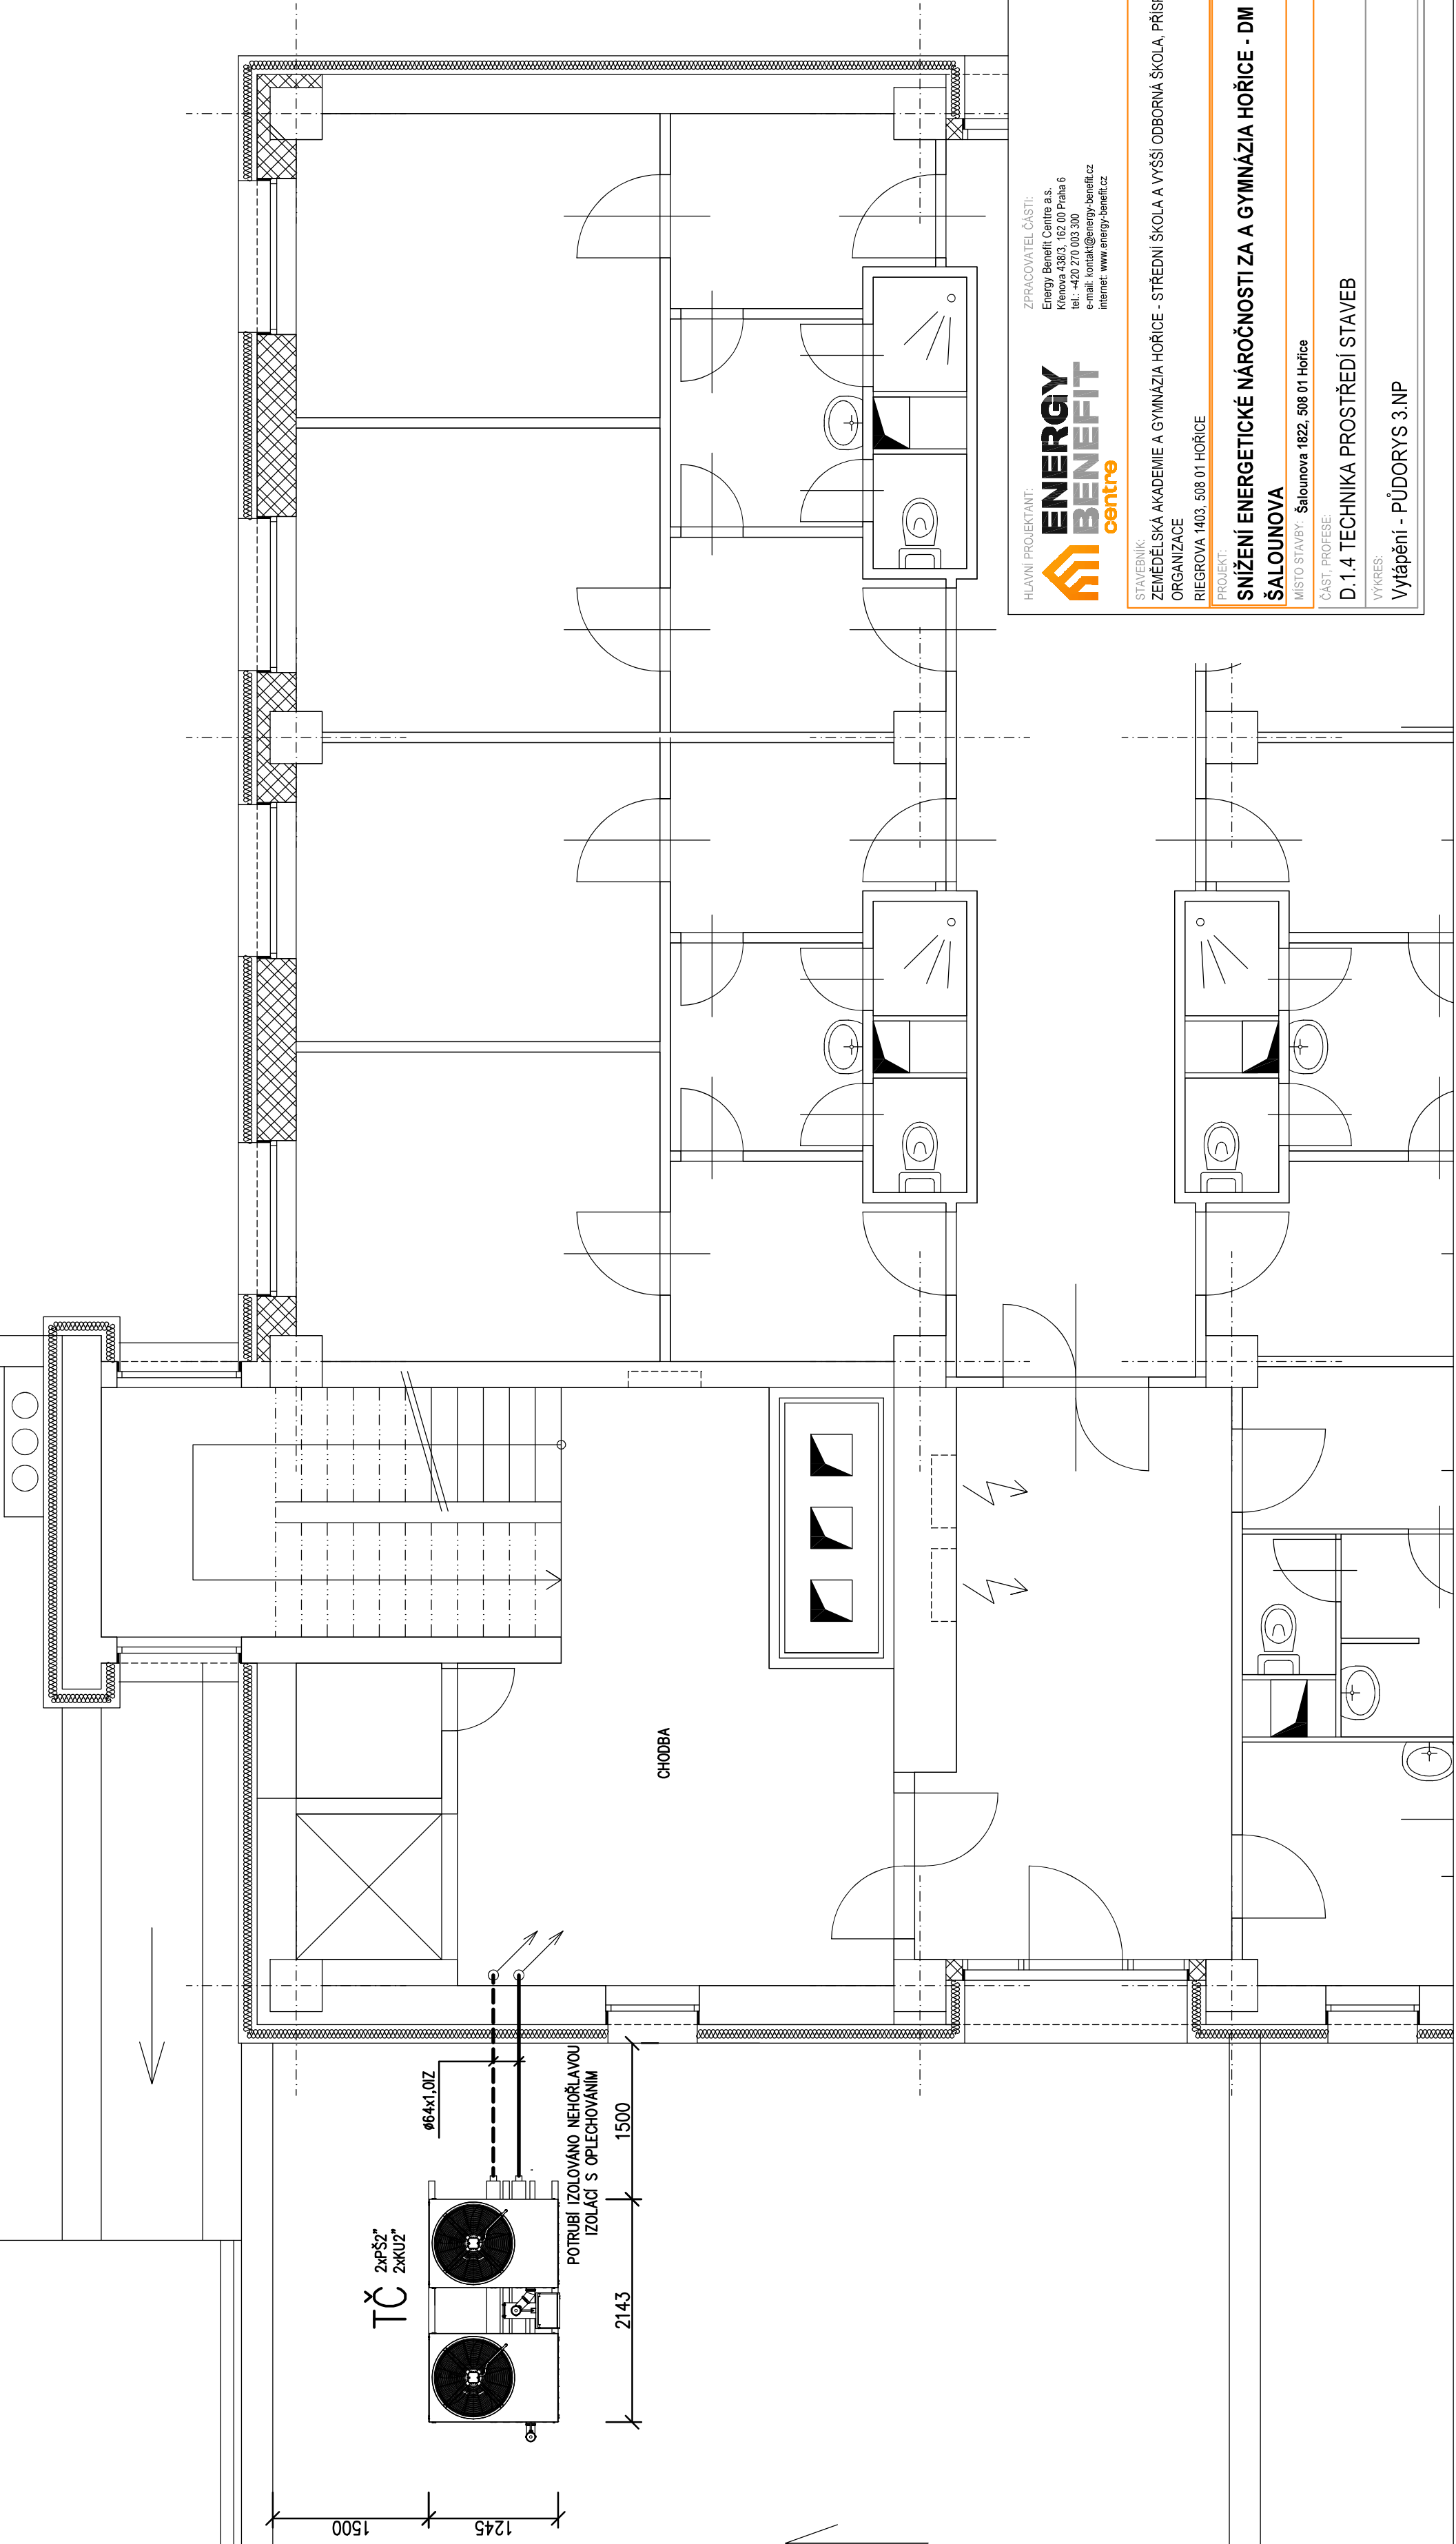 HLAVNÍ PROJEKTANT:
ENERGY
BENEFIT
centre
ZPRACOVATEL ČÁSTI:
Energy Benefit Centre a.s.
Křenova 438/3, 162 00 Praha 6
tel.: +420 270 003 300
e-mail: kontakt@energy-benefit.cz
internet: www.energy-benefit.cz
STAVEBNÍK:
ZEMĚDĚLSKÁ AKADEMIE A GYMNÁZIA HOŘICE - STŘEDNÍ ŠKOLA A VYŠŠÍ ODBORNÁ ŠKOLA, PŘÍSP
ORGANIZACE
RIEGROVA 1403, 508 01 HOŘICE
PROJEKT:
SNÍŽENÍ ENERGETICKÉ NÁROČNOSTI ZA A GYMNÁZIA HOŘICE - DM
ŠALOUNOVA
MÍSTO STAVBY: Šalounova 1822, 508 01 Hořice
ČÁST, PROFESE:
D.1.4 TECHNIKA PROSTŘEDÍ STAVEB
VÝKRES:
Vytápění - PŮDORYS 3.NP
CHODBA
TČ
2xPŠ2"
2xKU2"
ø64x1,0IZ
POTRUBÍ IZOLOVÁNO NEHOŘLAVOU
IZOLÁCÍ S OPLECHOVÁNÍM
1500
2143
1500
1245